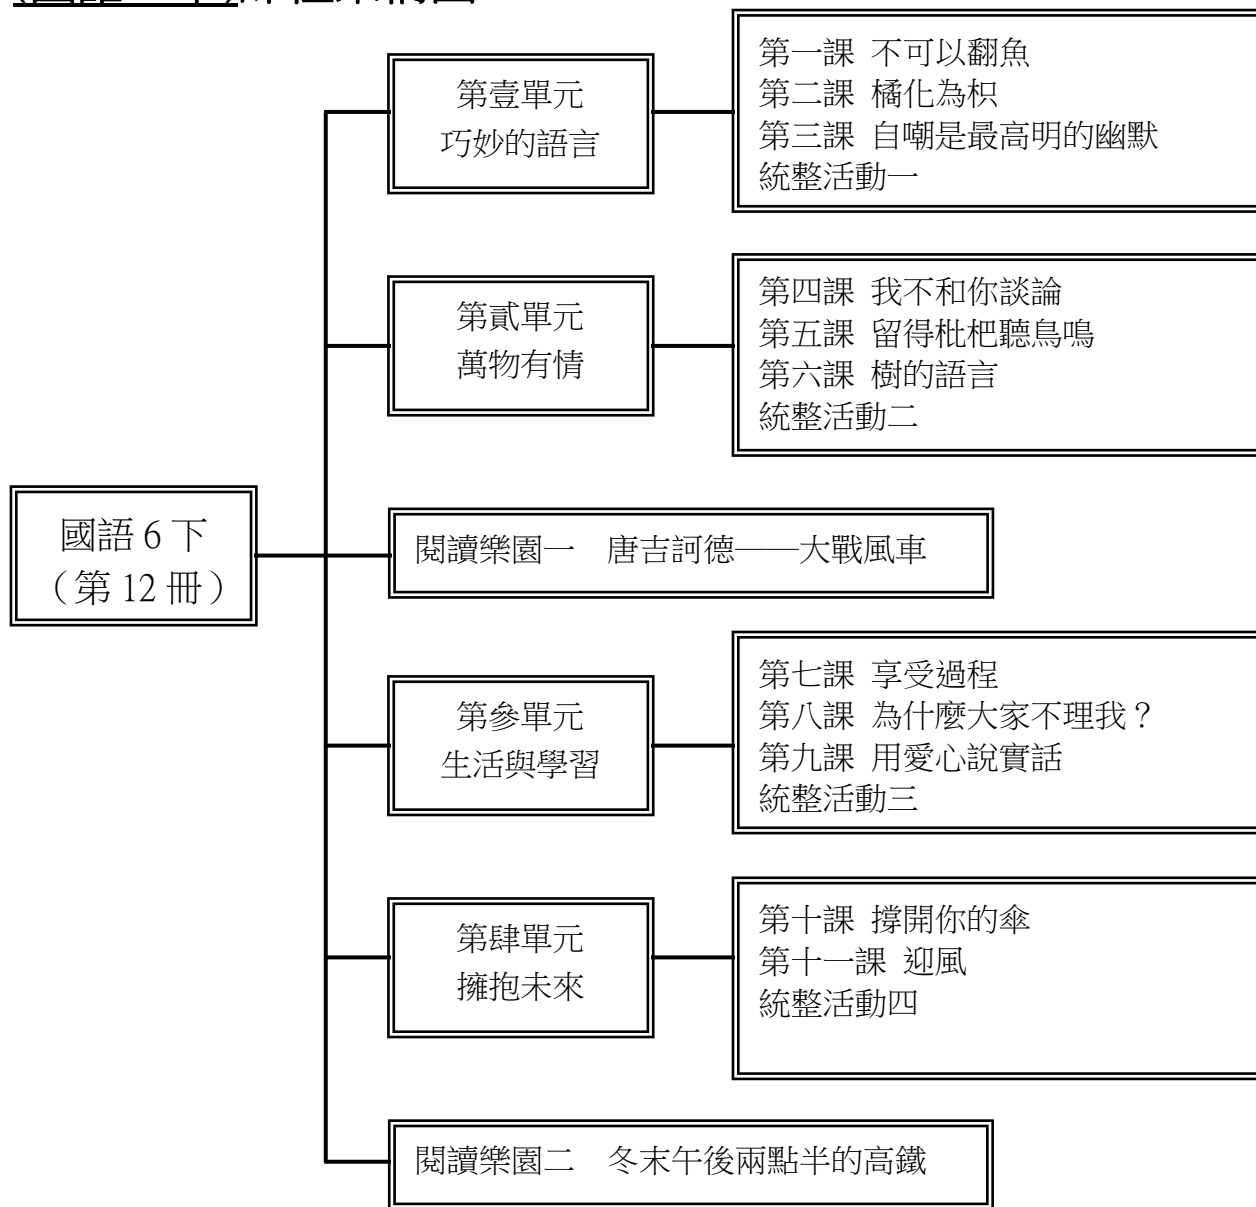 國語6下
（第12冊）
第壹單元
巧妙的語言
第一課 不可以翻魚
第二課 橘化為枳
第三課 自嘲是最高明的幽默
統整活動一
第貳單元
萬物有情
第四課 我不和你談論
第五課 留得枇杷聽鳥鳴
第六課 樹的語言
統整活動二
閱讀樂園一　唐吉訶德——大戰風車
第參單元
生活與學習
第七課 享受過程
第八課 為什麼大家不理我？
第九課 用愛心說實話
統整活動三
第肆單元
擁抱未來
第十課 撐開你的傘
第十一課 迎風
統整活動四
閱讀樂園二　冬末午後兩點半的高鐵